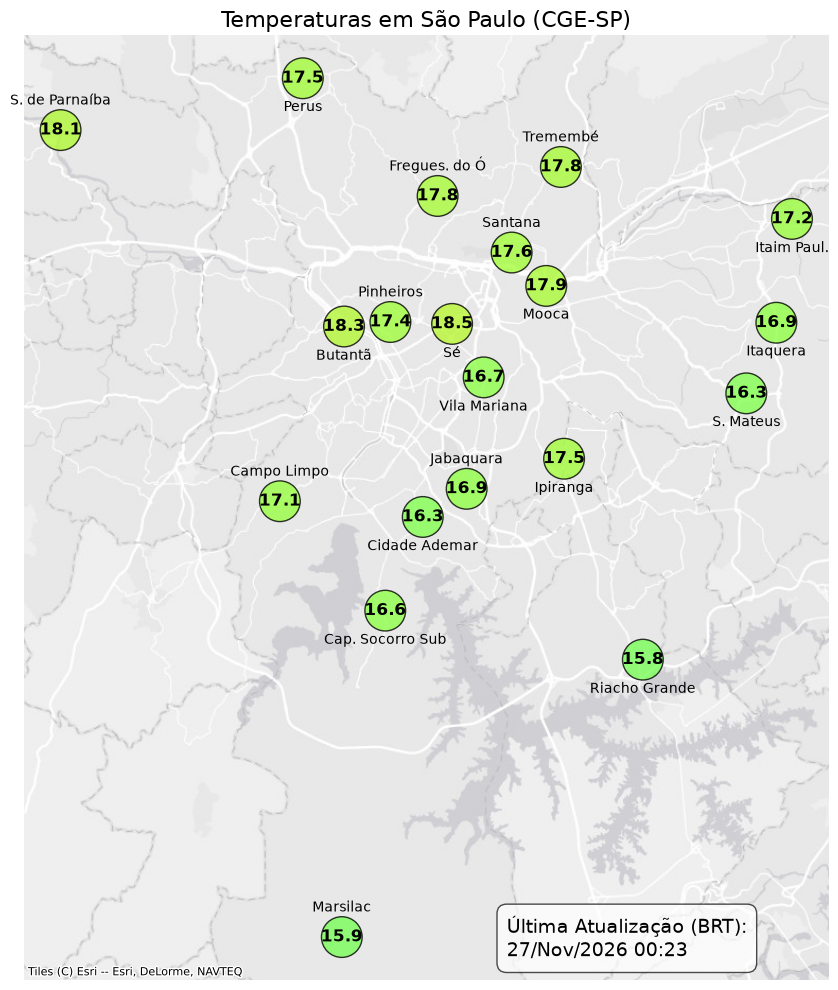 Temperaturas em São Paulo (CGE-SP)
17.5
Perus
S. de Parnaíba
18.1
Tremembé
17.8
Fregues. do Ó
17.8
17.2
Itaim Paul.
Santana
17.6
17.9
Mooca
Pinheiros
17.4
18.3
Butantã
18.5
Sé
16.9
Itaquera
16.7
Vila Mariana
16.3
S. Mateus
17.5
Ipiranga
Jabaquara
16.9
Campo Limpo
17.1
16.3
Cidade Ademar
16.6
Cap. Socorro Sub
15.8
Riacho Grande
Marsilac
15.9
Última Atualização (BRT):
27/Nov/2026 00:23
Tiles (C) Esri -- Esri, DeLorme, NAVTEQ